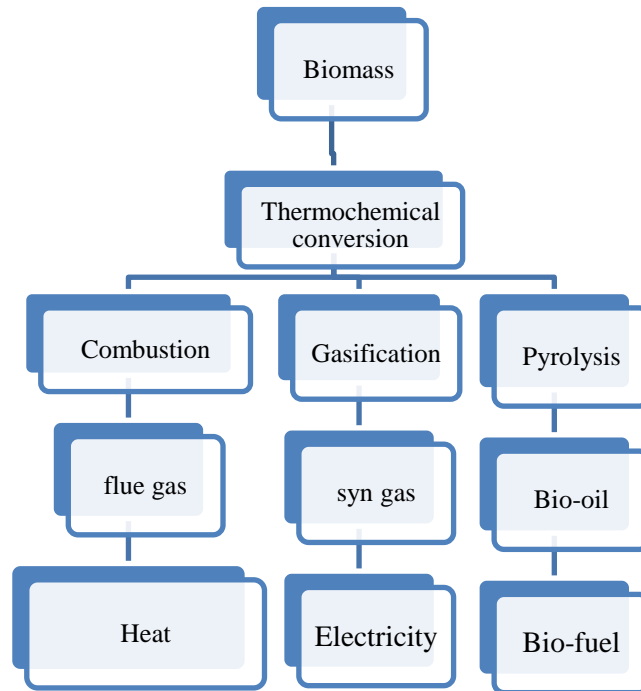 Biomass
Thermochemical
conversion
Combustion
Gasification
Pyrolysis
flue gas
syn gas
Bio-oil
Heat
Electricity
Bio-fuel